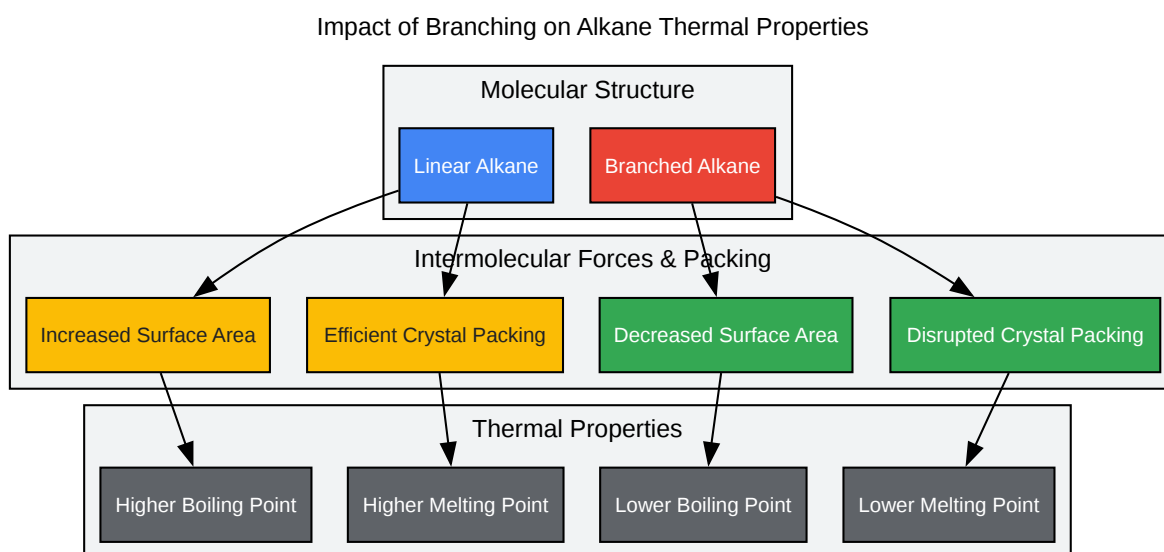 Impact of Branching on Alkane Thermal Properties
Molecular Structure
Linear Alkane
Branched Alkane
Intermolecular Forces & Packing
Increased Surface Area
Efficient Crystal Packing
Decreased Surface Area
Disrupted Crystal Packing
Thermal Properties
Higher Boiling Point
Higher Melting Point
Lower Boiling Point
Lower Melting Point